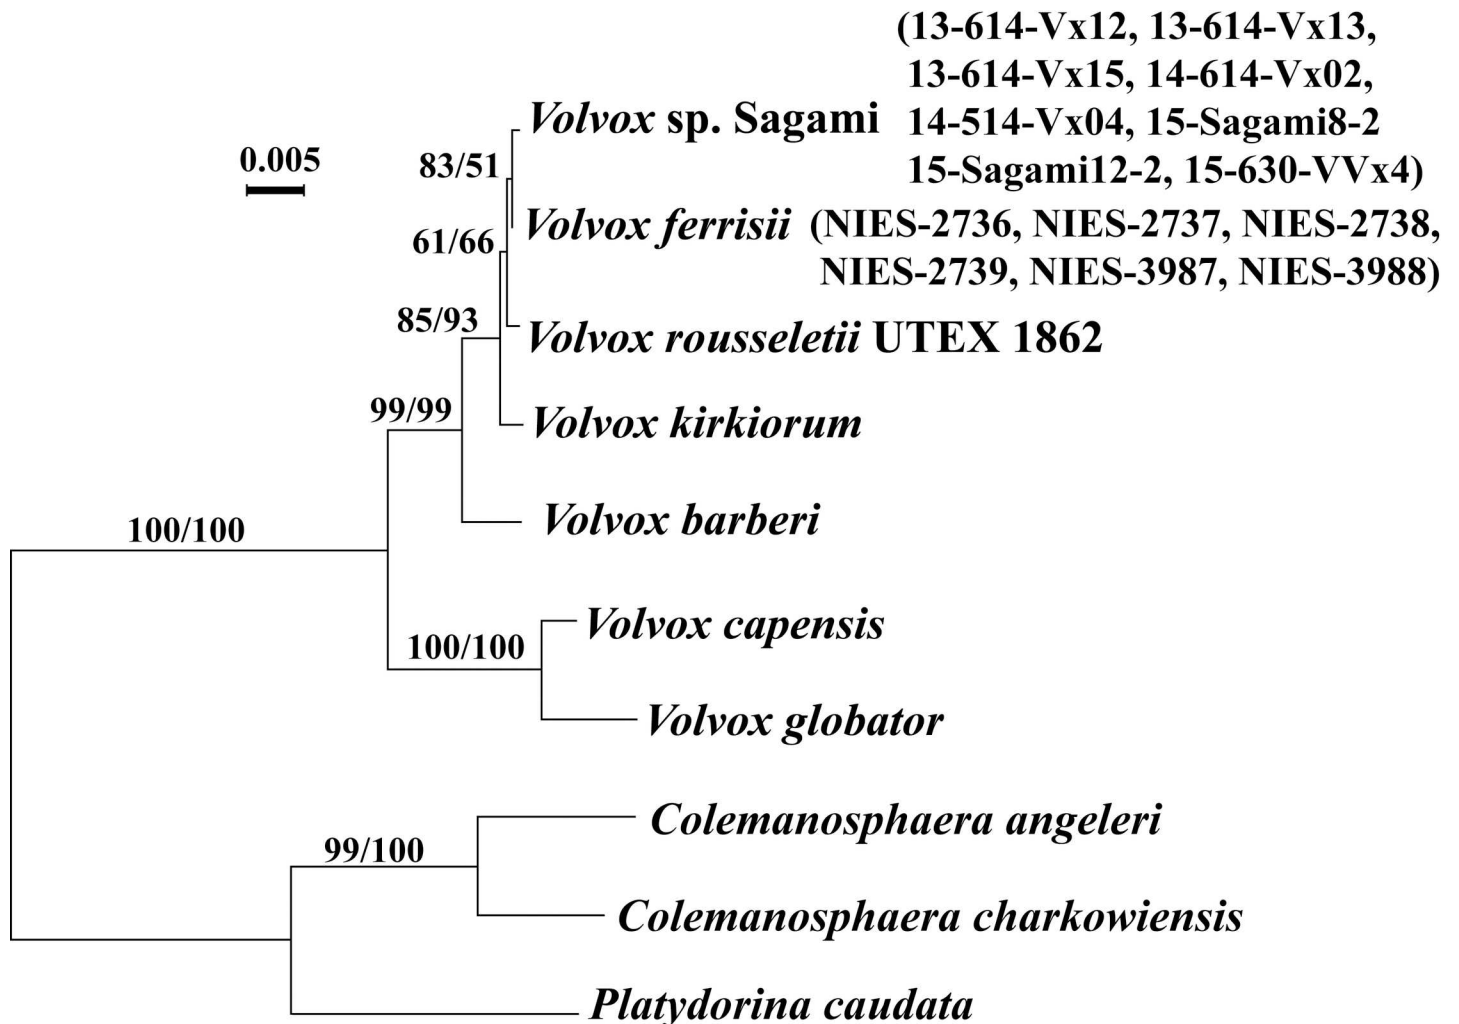 (13-614-Vx12, 13-614-Vx13,
13-614-Vx15, 14-614-Vx02,
Volvox sp. Sagami 14-514-Vx04, 15-Sagami8-2
15-Sagami12-2, 15-630-VVx4)
0.005
83/51
Volvox ferrisii (NIES-2736, NIES-2737, NIES-2738,
NIES-2739, NIES-3987, NIES-3988)
61/66
85/93
Volvox rousseletii UTEX 1862
99/99
Volvox kirkiorum
100/100
Volvox barberi
Volvox capensis
100/100
Volvox globator
Colemanosphaera angeleri
99/100
Colemanosphaera charkowiensis
Platydorina caudata